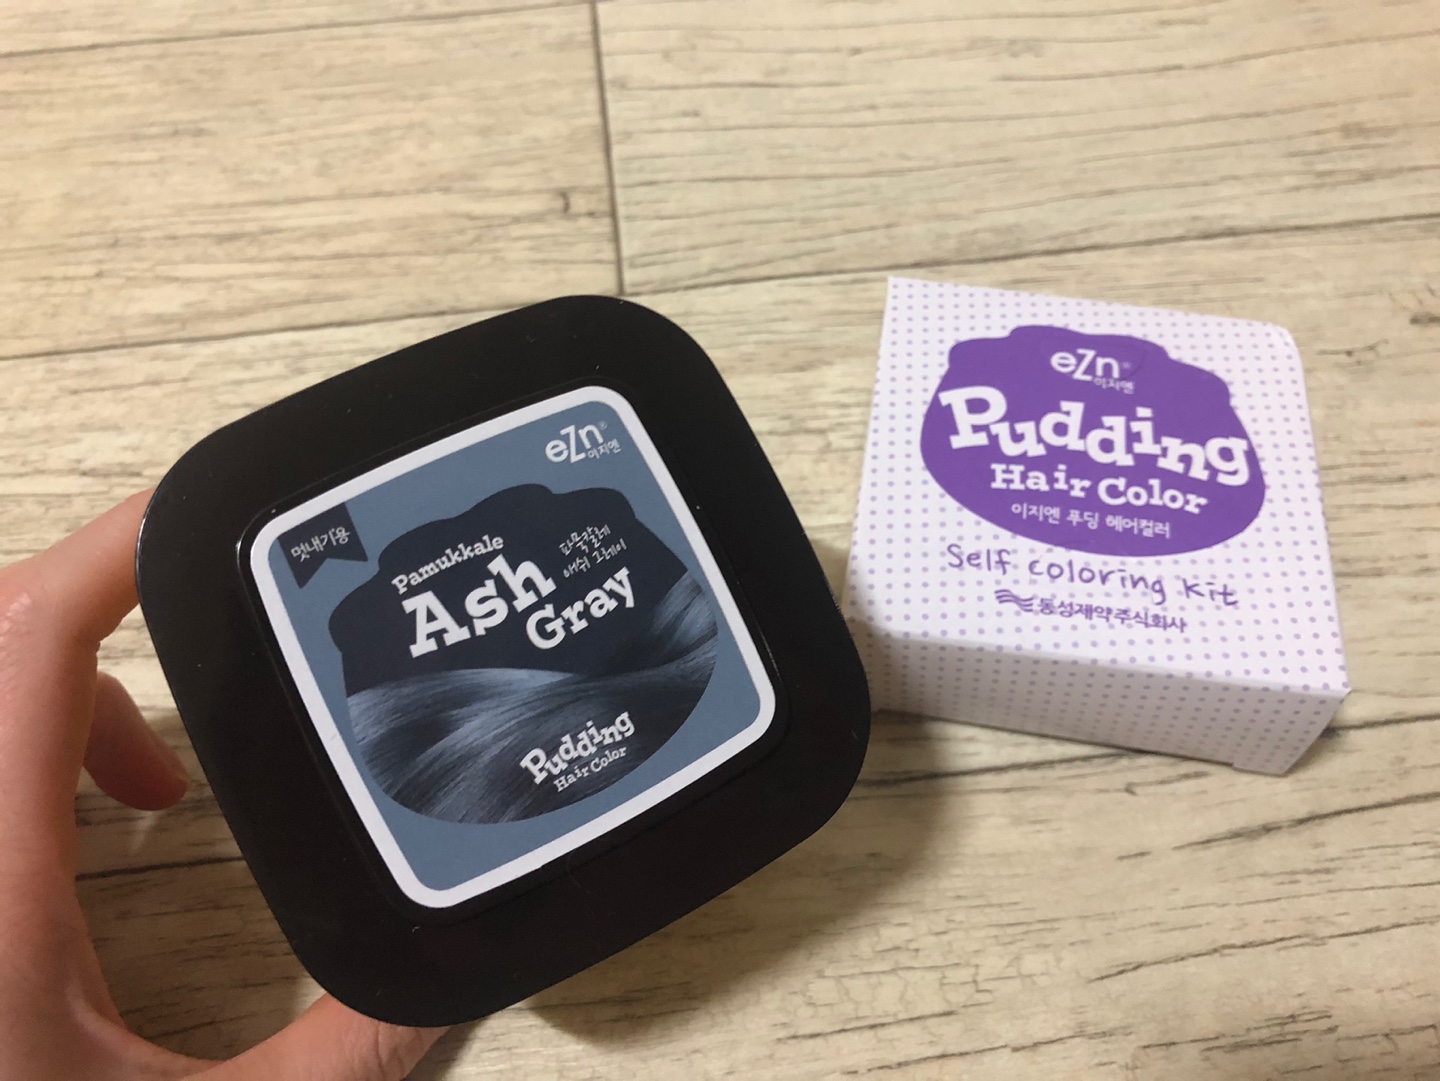 eZn®
이지엔
멋내기용
Pamukkale
Ash
Gray
파묵칼레
애쉬 그레이
Pudding
Hair Color
eZn®
이지엔
Pudding
Hair Color
이지엔 푸딩 헤어컬러
Self coloring kit
동성제약주식회사